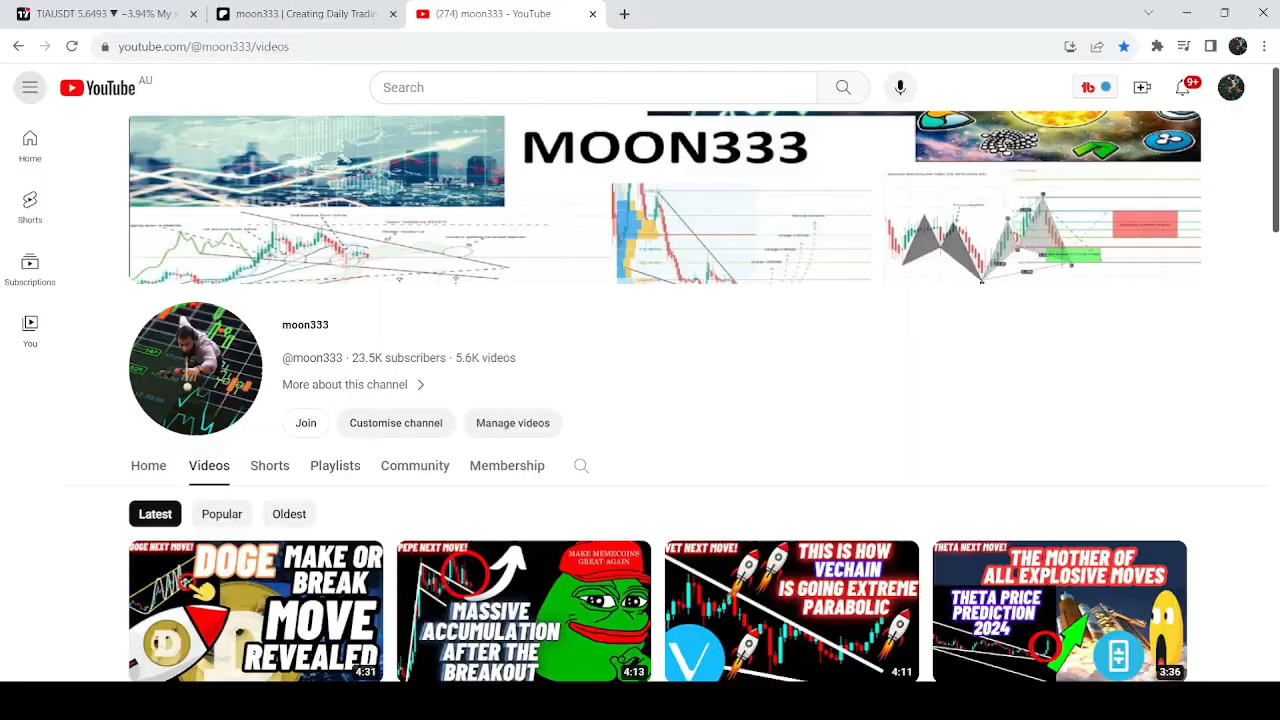 TIAUSDT 5.6493 ▼ −3.94% My
moon333 | Creating Daily Tradin
(274) moon333 - YouTube
youtube.com/@moon333/videos
YouTube AU
Search
9+
Home
Shorts
Subscriptions
You
MOON333
moon333
@moon333 · 23.5K subscribers · 5.6K videos
More about this channel
Join
Customise channel
Manage videos
Home
Videos
Shorts
Playlists
Community
Membership
Latest
Popular
Oldest
DOGE NEXT MOVE!
DOGE MAKE OR
BREAK
MOVE
REVEALED
4:31
PEPE NEXT MOVE!
MAKE MEMECOINS
GREAT AGAIN
MASSIVE
ACCUMULATION
AFTER THE
BREAKOUT
4:13
VET NEXT MOVE!
THIS IS HOW
VECHAIN
IS GOING EXTREME
PARABOLIC
4:11
THETA NEXT MOVE!
THE MOTHER OF
ALL EXPLOSIVE MOVES
THETA PRICE
PREDICTION
2024
3:36